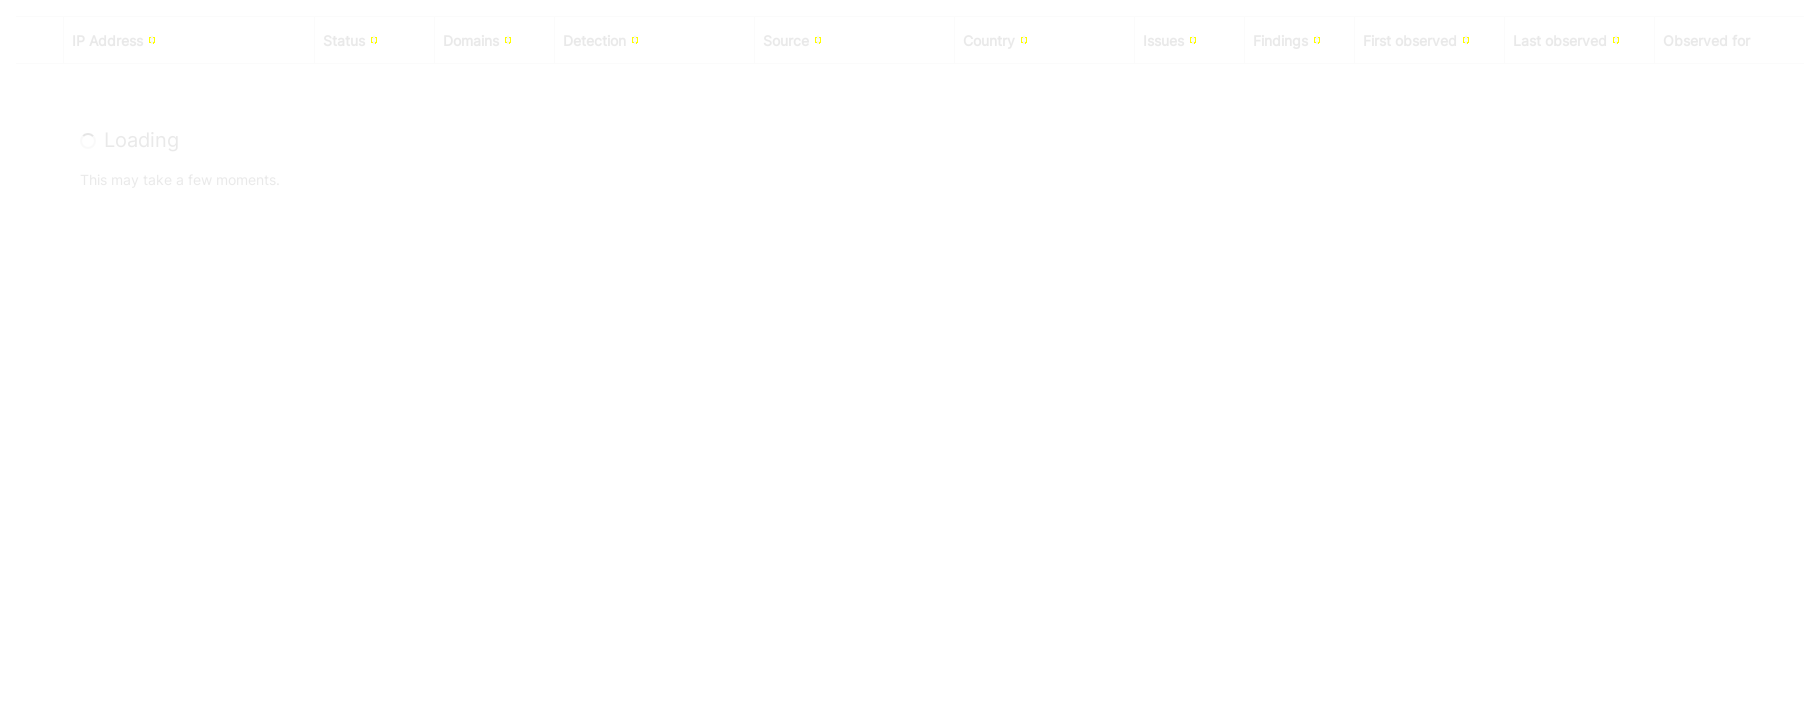 IP Address Status Domains Detection Source Country Issues Findings First observed Last observed Observed for
Loading
This may take a few moments.